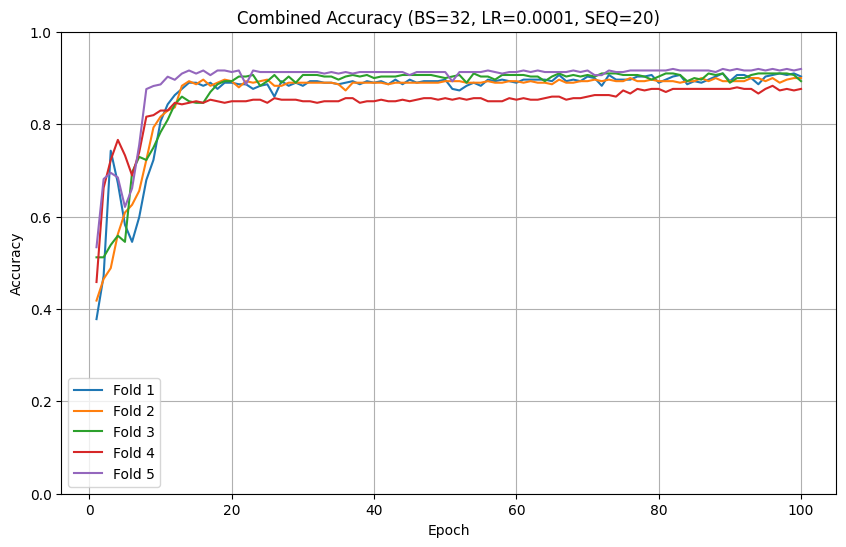 Combined Accuracy (BS=32, LR=0.0001, SEQ=20)
1.0
0.8
0.6
0.4
0.2
0.0
Accuracy
Fold 1
Fold 2
Fold 3
Fold 4
Fold 5
0 20 40 60 80 100
Epoch